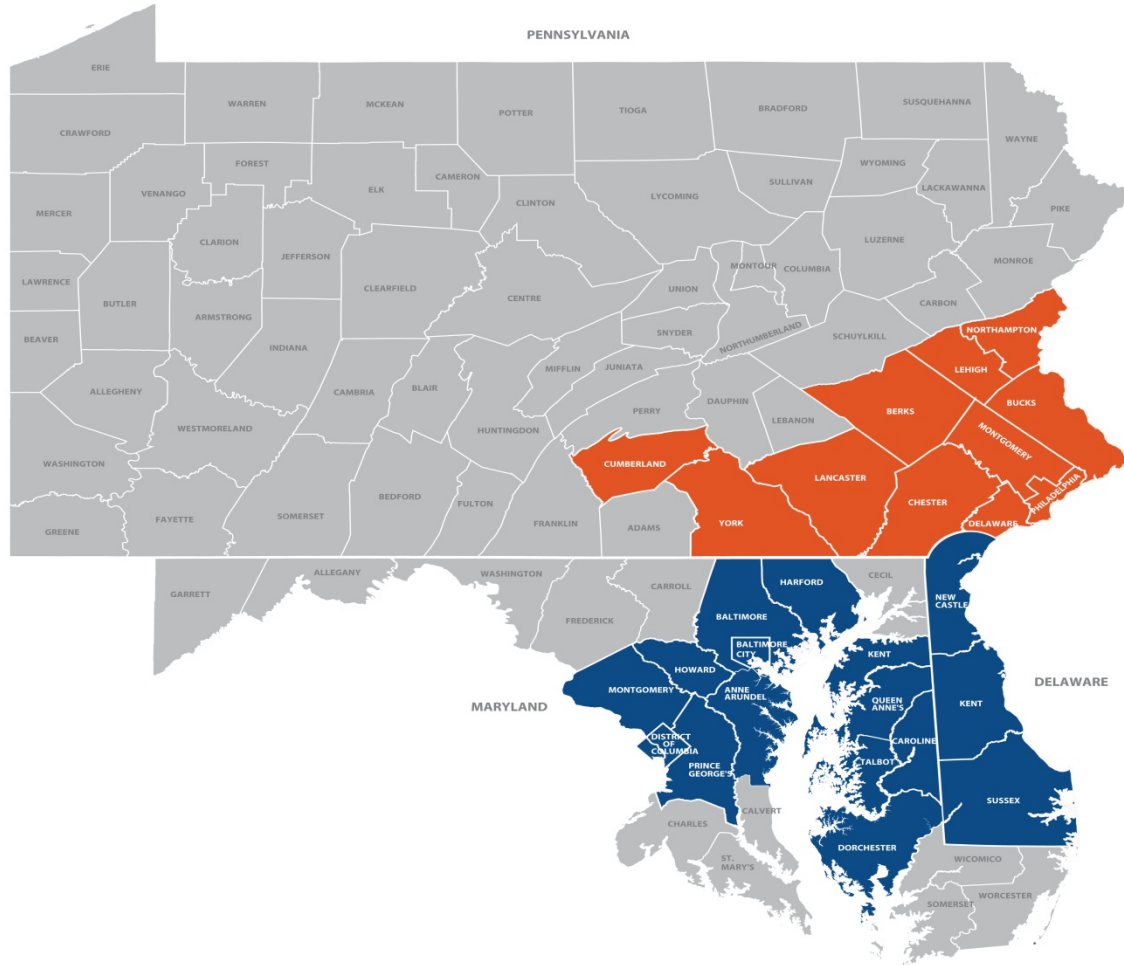 PENNSYLVANIA
ERIE
WARREN
MCKEAN
POTTER
TIOGA
BRADFORD
SUSQUEHANNA
CRAWFORD
WAYNE
FOREST
WYOMING
CAMERON
ELK
SULLIVAN
LACKAWANNA
VENANGO
LYCOMING
CLINTON
MERCER
PIKE
CLARION
LUZERNE
JEFFERSON
MONROE
MONTOUR
COLUMBIA
LAWRENCE
CLEARFIELD
UNION
CENTRE
BUTLER
CARBON
ARMSTRONG
NORTHAMPTON
SNYDER
NORTHUMBERLAND
SCHUYLKILL
BEAVER
INDIANA
MIFFLIN
JUNIATA
LEHIGH
BLAIR
ALLEGHENY
CAMBRIA
DAUPHIN
BUCKS
PERRY
BERKS
LEBANON
WESTMORELAND
HUNTINGDON
MONTGOMERY
WASHINGTON
CUMBERLAND
LANCASTER
BEDFORD
FULTON
CHESTER
PHILADELPHIA
SOMERSET
FAYETTE
FRANKLIN
ADAMS
YORK
DELAWARE
GREENE
ALLEGANY
WASHINGTON
CECIL
GARRETT
CARROLL
HARFORD
NEW
CASTLE
FREDERICK
BALTIMORE
BALTIMORE
CITY
KENT
HOWARD
DELAWARE
MONTGOMERY
ANNE
ARUNDEL
QUEEN
ANNE'S
KENT
MARYLAND
DISTRICT
OF
COLUMBIA
CAROLINE
TALBOT
PRINCE
GEORGE'S
SUSSEX
CALVERT
CHARLES
DORCHESTER
ST.
MARY'S
WICOMICO
WORCESTER
SOMERSET